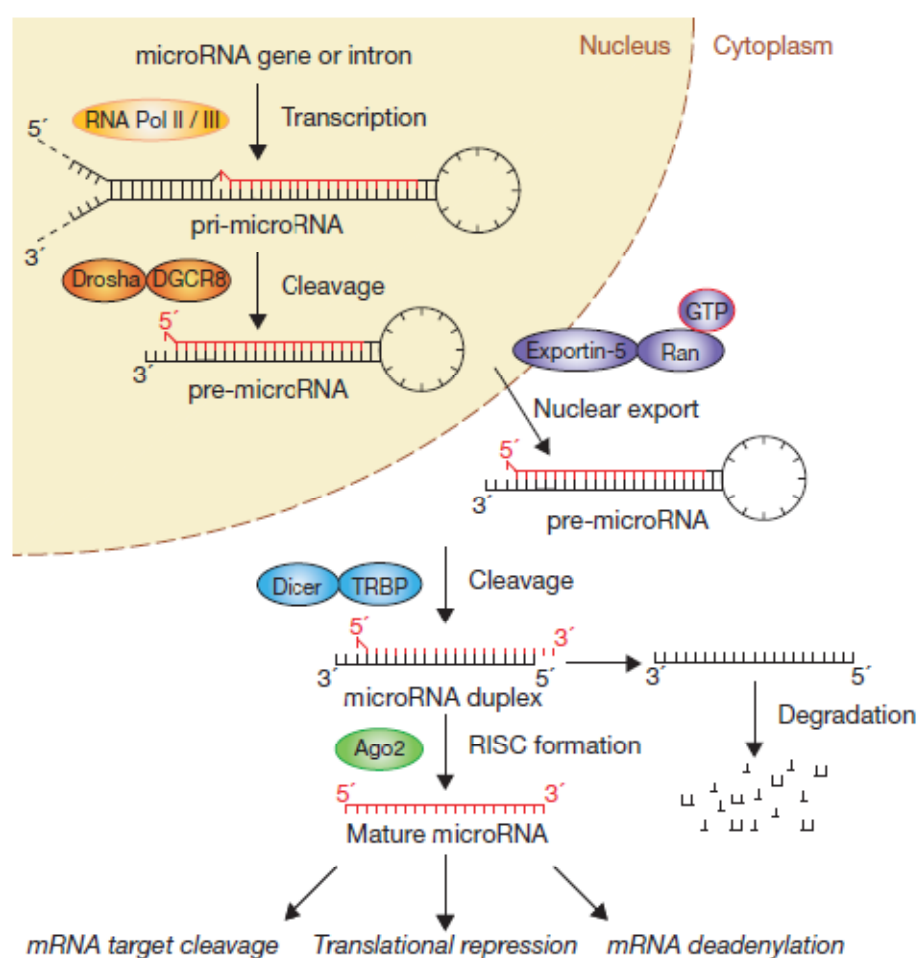 Nucleus
Cytoplasm
microRNA gene or intron
RNA Pol II / III
Transcription
5´
3´
pri-microRNA
Drosha
DGCR8
Cleavage
5´
3´
pre-microRNA
GTP
Exportin-5
Ran
Nuclear export
5´
3´
pre-microRNA
Dicer
TRBP
Cleavage
5´
3´
3´
5´
microRNA duplex
3´
5´
Degradation
Ago2
RISC formation
5´
3´
Mature microRNA
mRNA target cleavage
Translational repression
mRNA deadenylation